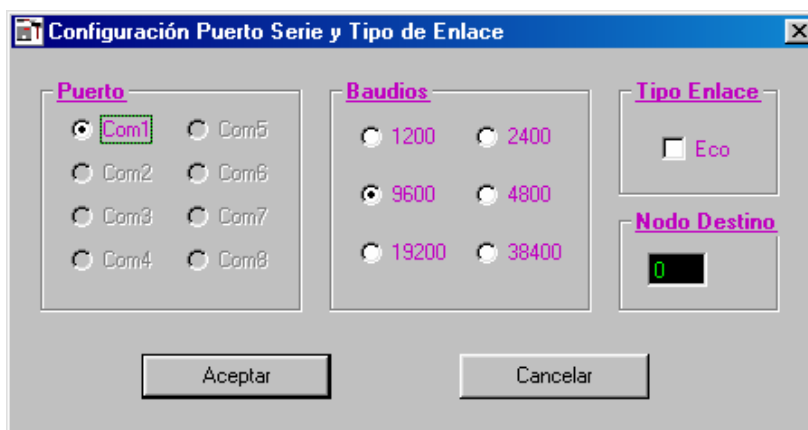 Configuración Puerto Serie y Tipo de Enlace
Puerto
Com1 Com5
Com2 Com6
Com3 Com7
Com4 Com8
Baudios
1200 2400
9600 4800
19200 38400
Tipo Enlace
Eco
Nodo Destino
0
Aceptar
Cancelar